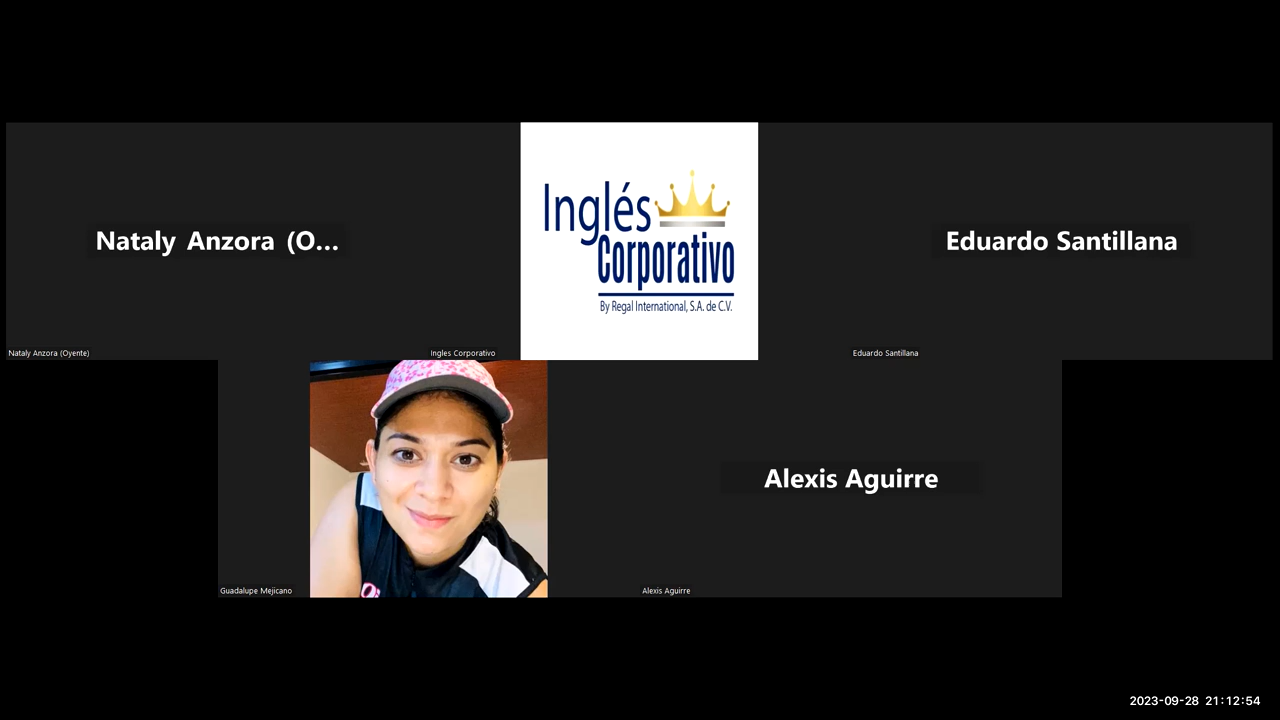 Nataly Anzora (O...
Nataly Anzora (Oyente)
Inglés
Corporativo
By Regal International, S.A. de C.V.
Ingles Corporativo
Eduardo Santillana
Eduardo Santillana
Guadalupe Mejicano
Alexis Aguirre
Alexis Aguirre
2023-09-28 21:12:54